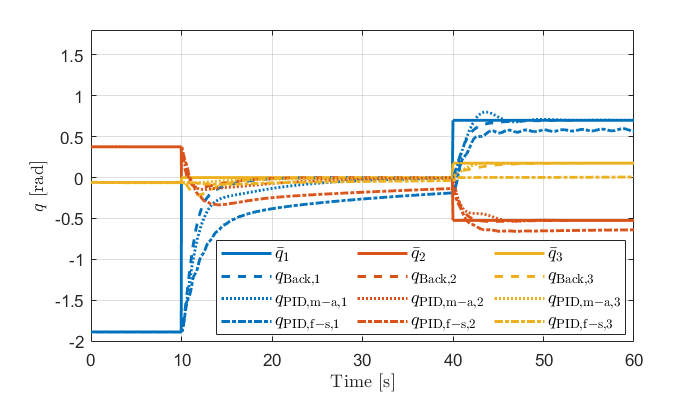 1.5
1
0.5
0
-0.5
-1
-1.5
-2
q [rad]
q̄1 q̄2 q̄3
qBack,1 qBack,2 qBack,3
qPID,m−a,1 qPID,m−a,2 qPID,m−a,3
qPID,f−s,1 qPID,f−s,2 qPID,f−s,3
0 10 20 30 40 50 60
Time [s]